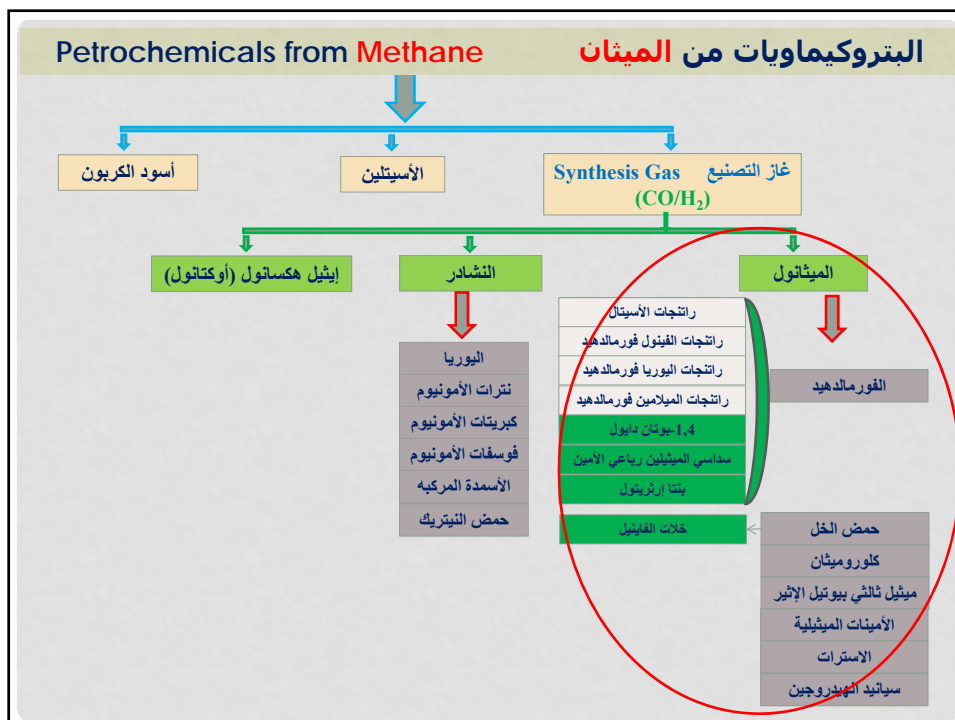 البتروكيماويات من الميثان Petrochemicals from Methane
غاز التصنيع Synthesis Gas
(CO/H₂)
الأسيتلين
أسود الكربون
الميثانول
النشادر
إيثيل هكسانول (أوكتانول)
الفورمالدهيد
راتنجات الأسيتال
راتنجات الفينول فورمالدهيد
راتنجات اليوريا فورمالدهيد
راتنجات الميلامين فورمالدهيد
1,4-بوتان دايول
سداسي الميثيلين رباعي الأمين
بنتا إرثريتول
حمض الخل
خلات الفاينيل
كلوروميثان
ميثيل ثالثي بيوتيل الإثير
الأمينات الميثيلية
الاسترات
سيانيد الهيدروجين
اليوريا
نترات الأمونيوم
كبريتات الأمونيوم
فوسفات الأمونيوم
الأسمدة المركبه
حمض النيتريك